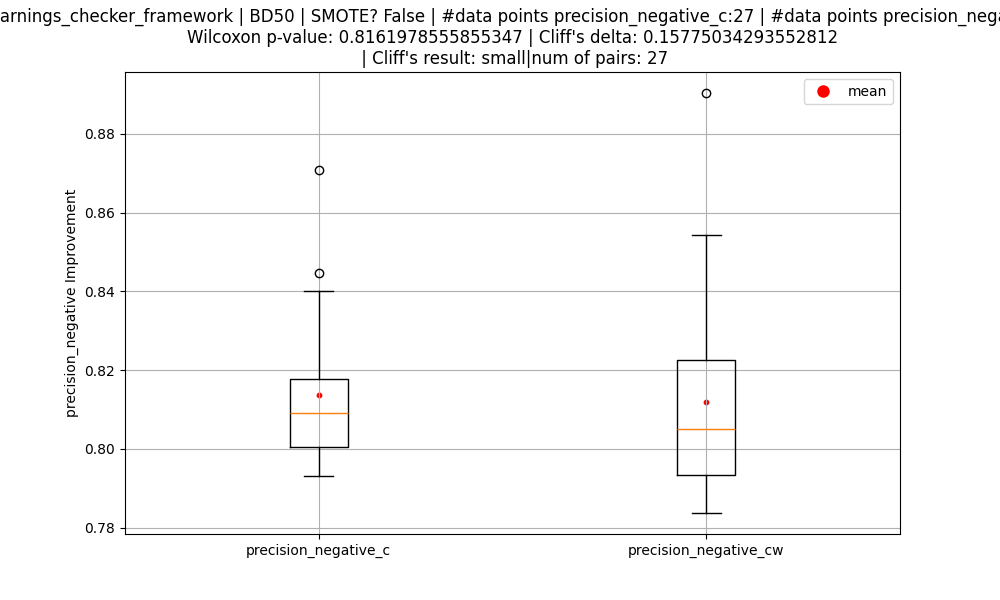 arnings_checker_framework | BD50 | SMOTE? False | #data points precision_negative_c:27 | #data points precision_nega
Wilcoxon p-value: 0.8161978555855347 | Cliff's delta: 0.15775034293552812
| Cliff's result: small|num of pairs: 27
mean
0.88
0.86
0.84
0.82
0.80
0.78
precision_negative Improvement
precision_negative_c precision_negative_cw